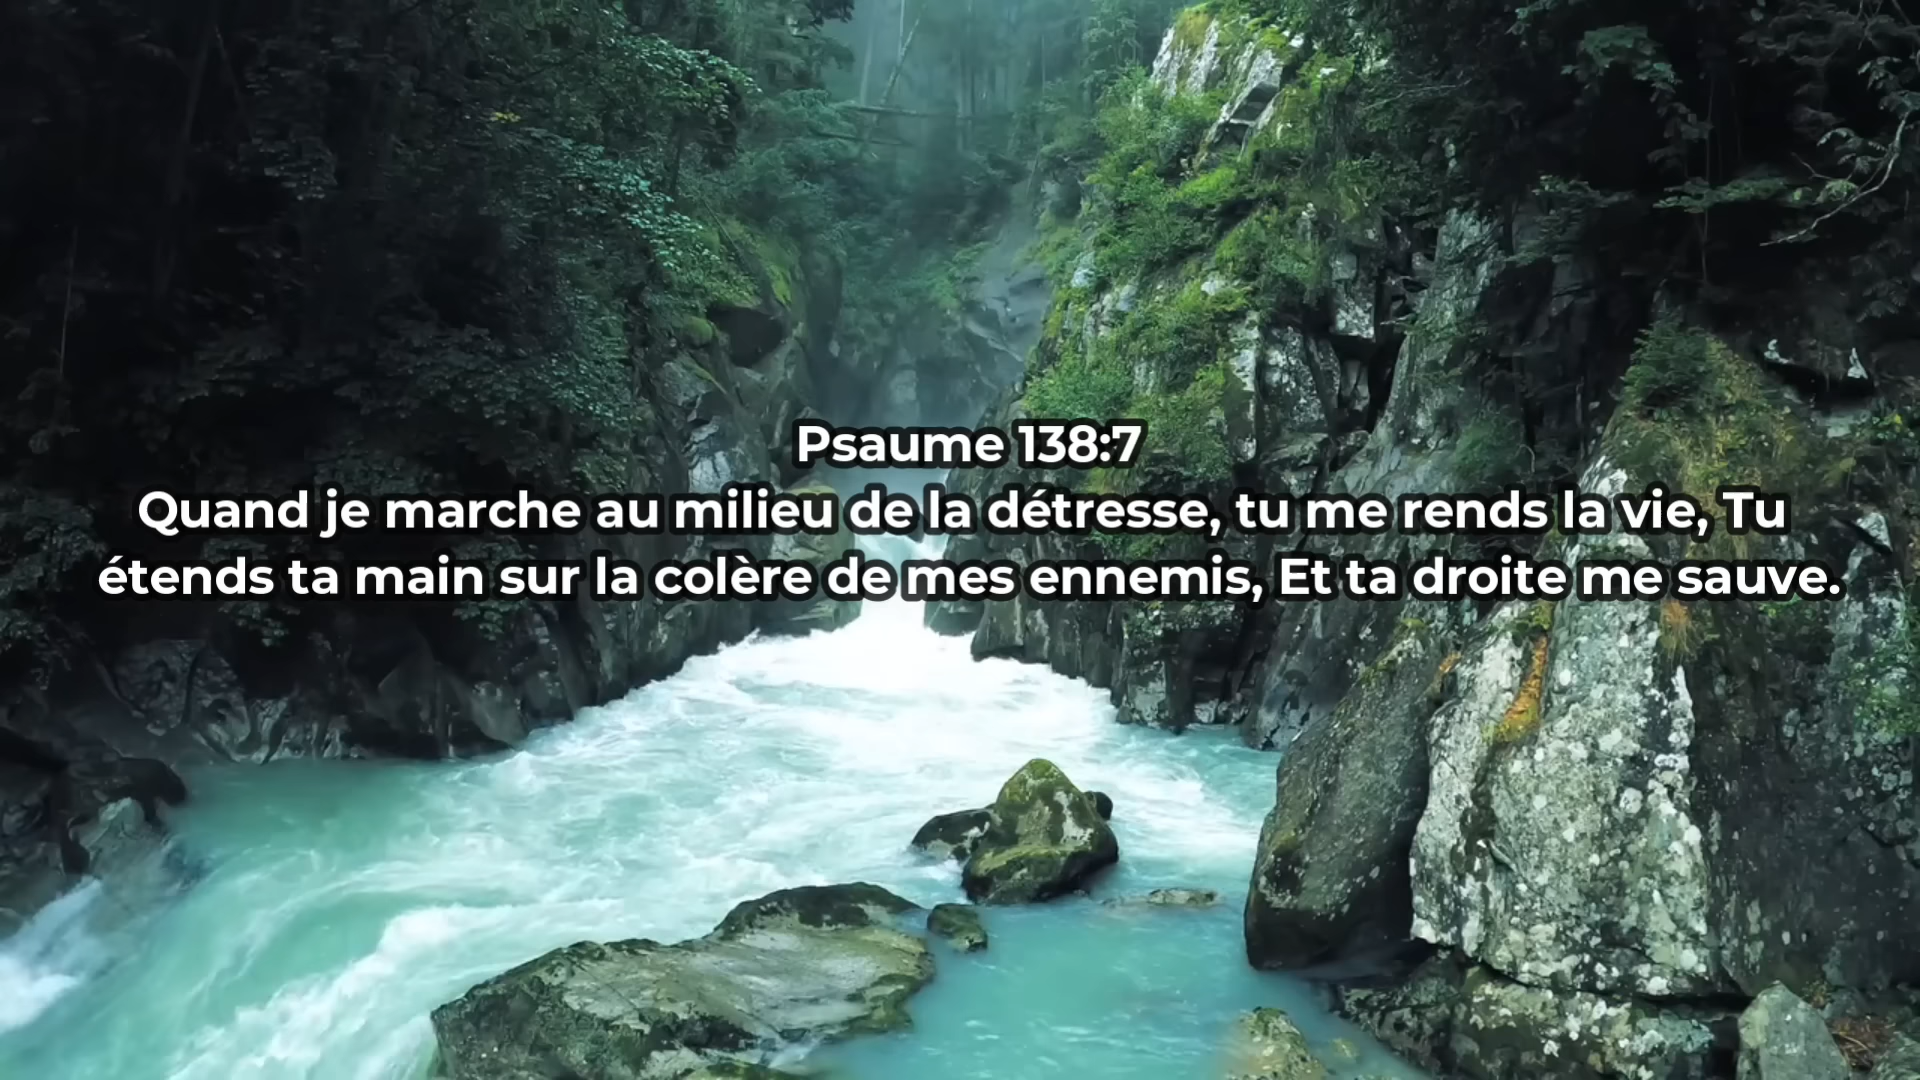 Psaume 138:7
Quand je marche au milieu de la détresse, tu me rends la vie, Tu
étends ta main sur la colère de mes ennemis, Et ta droite me sauve.